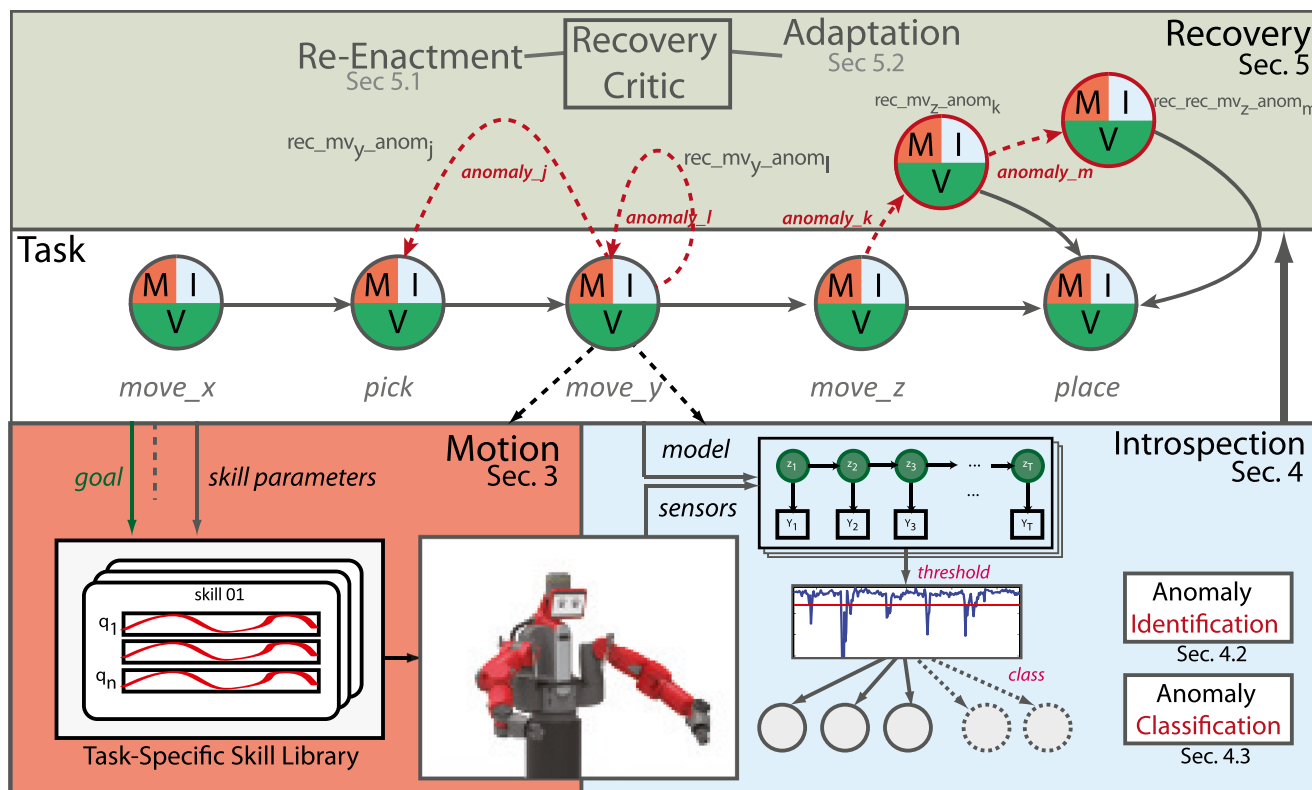 Re-Enactment
Sec 5.1
Recovery
Critic
Adaptation
Sec 5.2
Recovery
Sec. 5
rec_mvy_anomj
anomaly_j
rec_mvy_anoml
anomaly_l
anomaly_k
rec_mvz_anomk
anomaly_m
rec_rec_mvz_anomm
M I
V
M I
V
Task
M I
V
M I
V
M I
V
M I
V
M I
V
move_x
pick
move_y
move_z
place
Motion
Sec. 3
goal
skill parameters
skill 01
q1
qn
Task-Specific Skill Library
Introspection
Sec. 4
model
sensors
z1 z2 z3 ... zT
...
Y1 Y2 Y3 YT
threshold
class
Anomaly
Identification
Sec. 4.2
Anomaly
Classification
Sec. 4.3